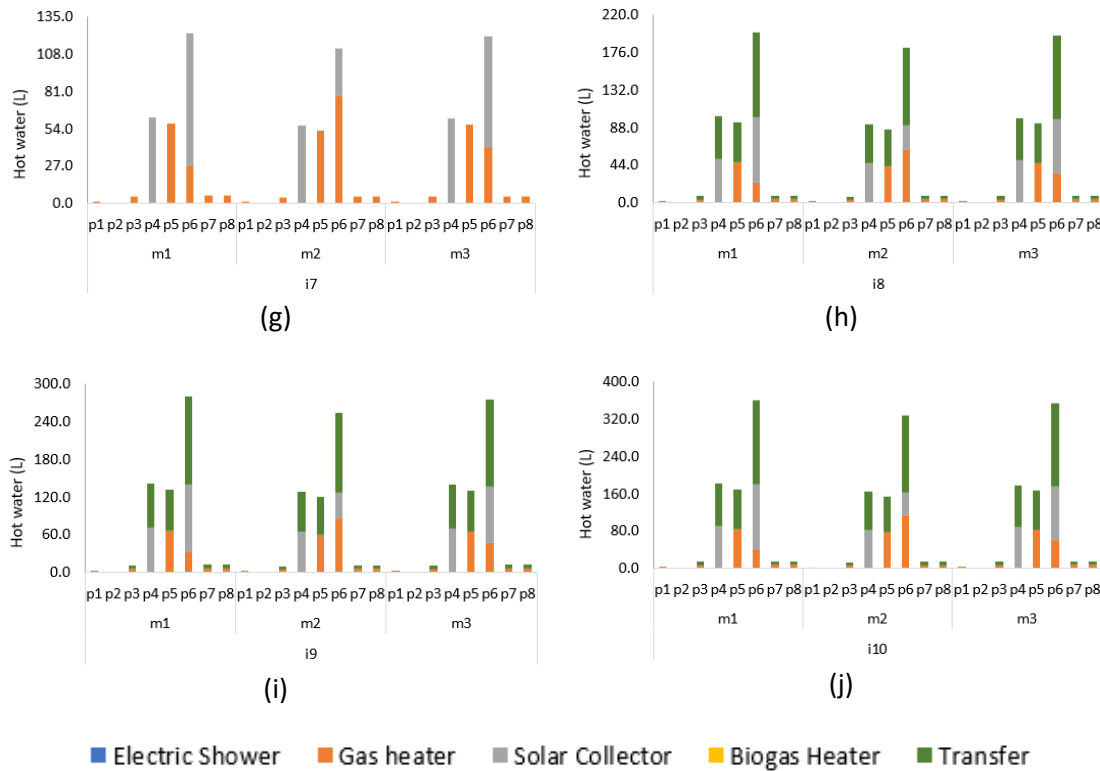 135.0
108.0
81.0
54.0
27.0
0.0
Hot water (L)
p1 p2 p3 p4 p5 p6 p7 p8 p1 p2 p3 p4 p5 p6 p7 p8 p1 p2 p3 p4 p5 p6 p7 p8
m1 m2 m3
i7
(g)
220.0
176.0
132.0
88.0
44.0
0.0
Hot water (L)
p1 p2 p3 p4 p5 p6 p7 p8 p1 p2 p3 p4 p5 p6 p7 p8 p1 p2 p3 p4 p5 p6 p7 p8
m1 m2 m3
i8
(h)
300.0
240.0
180.0
120.0
60.0
0.0
Hot water (L)
p1 p2 p3 p4 p5 p6 p7 p8 p1 p2 p3 p4 p5 p6 p7 p8 p1 p2 p3 p4 p5 p6 p7 p8
m1 m2 m3
i9
(i)
400.0
320.0
240.0
160.0
80.0
0.0
Hot water (L)
p1 p2 p3 p4 p5 p6 p7 p8 p1 p2 p3 p4 p5 p6 p7 p8 p1 p2 p3 p4 p5 p6 p7 p8
m1 m2 m3
i10
(j)
Electric Shower Gas heater Solar Collector Biogas Heater Transfer